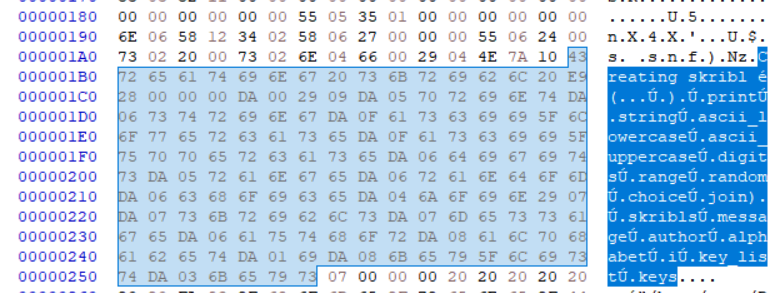 00000180 00 00 00 00 00 55 05 35 01 00 00 00 00 00 00 00 ......U.5.......
00000190 6E 06 58 12 34 02 58 06 27 00 00 00 55 06 24 00 n.X.4.X.'...U.$.
000001A0 73 02 20 00 73 02 6E 04 66 00 29 04 4E 7A 10 43 s. .s.n.f.).Nz.C
000001B0 72 65 61 74 69 6E 67 20 73 6B 72 69 62 6C 20 E9 reating skribl é
000001C0 28 00 00 00 DA 00 29 09 DA 05 70 72 69 6E 74 DA (...Ú.).Ú.printÚ
000001D0 06 73 74 72 69 6E 67 DA 0F 61 73 63 69 69 5F 6C .stringÚ.ascii_l
000001E0 6F 77 65 72 63 61 73 65 DA 0F 61 73 63 69 69 5F owercaseÚ.ascii_
000001F0 75 70 70 65 72 63 61 73 65 DA 06 64 69 67 69 74 uppercaseÚ.digit
00000200 73 DA 05 72 61 6E 67 65 DA 06 72 61 6E 64 6F 6D sÚ.rangeÚ.random
00000210 DA 06 63 68 6F 69 63 65 DA 04 6A 6F 69 6E 29 07 Ú.choiceÚ.join).
00000220 DA 07 73 6B 72 69 62 6C 73 DA 07 6D 65 73 73 61 Ú.skriblsÚ.messa
00000230 67 65 DA 06 61 75 74 68 6F 72 DA 08 61 6C 70 68 geÚ.authorÚ.alph
00000240 61 62 65 74 DA 01 69 DA 08 6B 65 79 5F 6C 69 73 abetÚ.iÚ.key_lis
00000250 74 DA 03 6B 65 79 73 07 00 00 00 20 20 20 20 20 tÚ.keys....